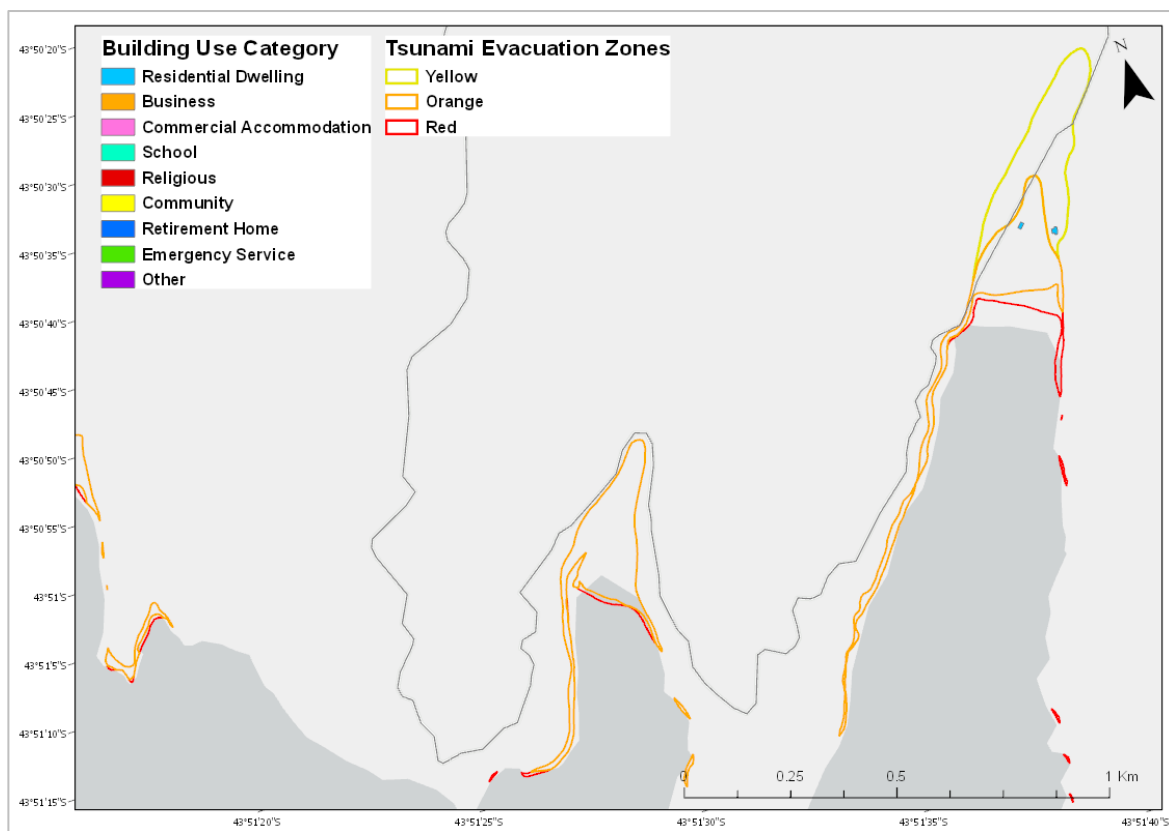 Building Use Category
Residential Dwelling
Business
Commercial Accommodation
School
Religious
Community
Retirement Home
Emergency Service
Other
Tsunami Evacuation Zones
Yellow
Orange
Red
N
43°50'20"S
43°50'25"S
43°50'30"S
43°50'35"S
43°50'40"S
43°50'45"S
43°50'50"S
43°50'55"S
43°51'S
43°51'5"S
43°51'10"S
43°51'15"S
0 0.25 0.5 1 Km
43°51'20"S 43°51'25"S 43°51'30"S 43°51'35"S 43°51'40"S